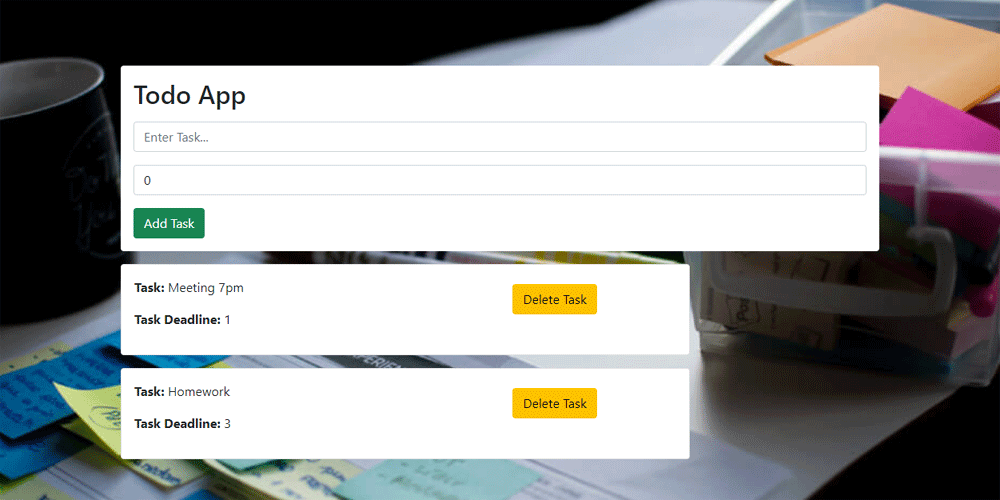 Todo App
Enter Task...
0
Add Task
Task: Meeting 7pm
Delete Task
Task Deadline: 1
Task: Homework
Delete Task
Task Deadline: 3